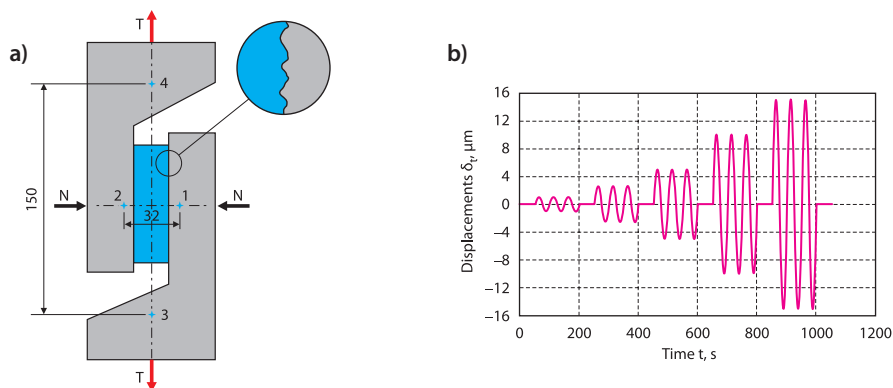 a)
T
4
150
N
2
1
N
32
3
T
b)
Displacements δt, μm
16
12
8
4
0
−4
−8
−12
−16
0 200 400 600 800 1000 1200
Time t, s